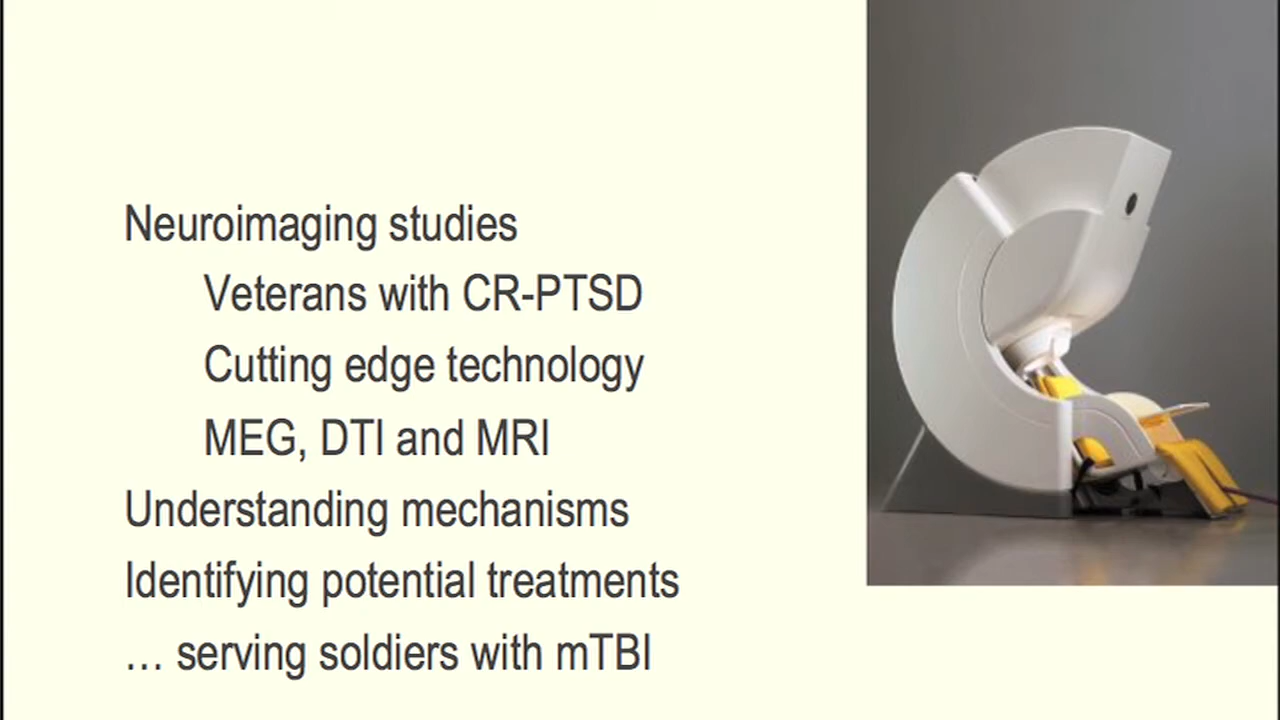 Neuroimaging studies
Veterans with CR-PTSD
Cutting edge technology
MEG, DTI and MRI
Understanding mechanisms
Identifying potential treatments
… serving soldiers with mTBI